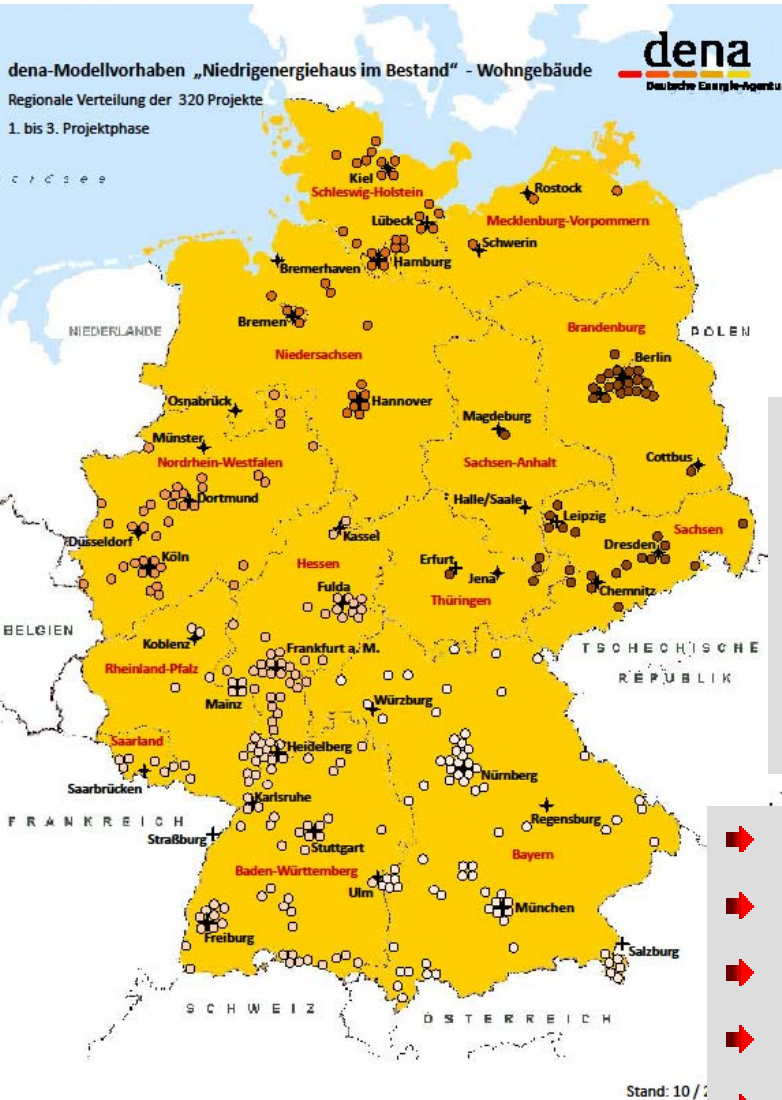 dena
Deutsche Energie-Agentu
dena-Modellvorhaben „Niedrigenergiehaus im Bestand“ - Wohngebäude
Regionale Verteilung der 320 Projekte
1. bis 3. Projektphase
o r d s e e
Kiel
Schleswig-Holstein
Rostock
Lübeck
Mecklenburg-Vorpommern
Schwerin
Hamburg
Bremerhaven
Bremen
NIEDERLANDE
Brandenburg
POLEN
Niedersachsen
Berlin
Osnabrück
Hannover
Magdeburg
Münster
Nordrhein-Westfalen
Sachsen-Anhalt
Cottbus
Dortmund
Halle/Saale
Leipzig
Sachsen
Düsseldorf
Kassel
Dresden
Köln
Hessen
Erfurt
Jena
Fulda
Thüringen
Chemnitz
BELGIEN
Koblenz
Frankfurt a. M.
TSCHECHISCHE
REPUBLIK
Rheinland-Pfalz
Mainz
Würzburg
Saarland
Heidelberg
Saarbrücken
Nürnberg
Karlsruhe
FRANKREICH
Regensburg
Straßburg
Stuttgart
Bayern
Baden-Württemberg
Ulm
München
Freiburg
Salzburg
SCHWEIZ
ÖSTERREICH
Stand: 10 / 2